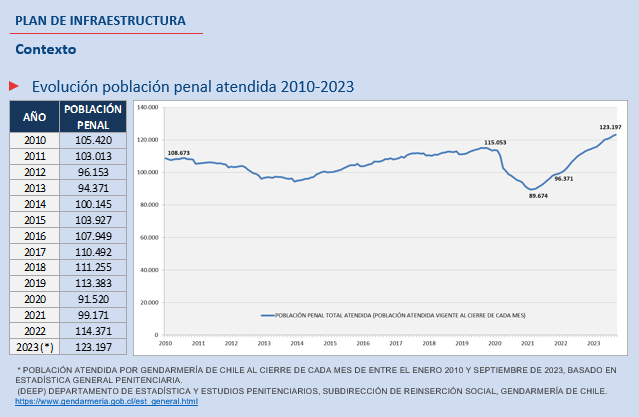 PLAN DE INFRAESTRUCTURA
Contexto
Evolución población penal atendida 2010-2023
AÑO POBLACIÓN PENAL
2010 105.420
2011 103.013
2012 96.153
2013 94.371
2014 100.145
2015 103.927
2016 107.949
2017 110.492
2018 111.255
2019 113.383
2020 91.520
2021 99.171
2022 114.371
2023(*) 123.197
140.000
120.000
100.000
80.000
60.000
40.000
20.000
0
108.673
115.053
89.674
96.371
123.197
POBLACIÓN PENAL TOTAL ATENDIDA (POBLACIÓN ATENDIDA VIGENTE AL CIERRE DE CADA MES)
2010 2011 2012 2013 2014 2015 2016 2017 2018 2019 2020 2021 2022 2023
* POBLACIÓN ATENDIDA POR GENDARMERÍA DE CHILE AL CIERRE DE CADA MES DE ENTRE EL ENERO 2010 Y SEPTIEMBRE DE 2023, BASADO EN
ESTADÍSTICA GENERAL PENITENCIARIA.
(DEEP) DEPARTAMENTO DE ESTADÍSTICA Y ESTUDIOS PENITENCIARIOS, SUBDIRECCIÓN DE REINSERCIÓN SOCIAL, GENDARMERÍA DE CHILE.
https://www.gendarmeria.gob.cl/est_general.html